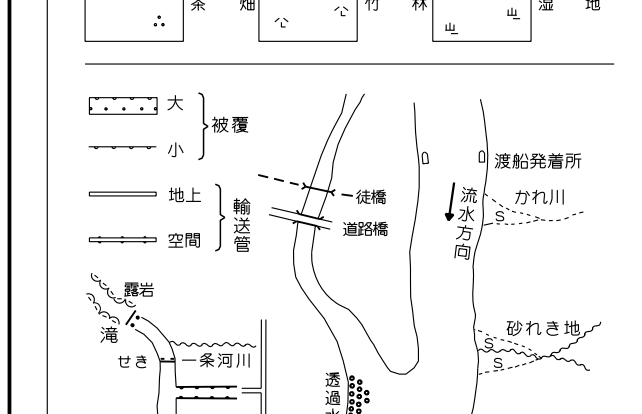 茶 畑
竹 林
湿 地
大
小
被覆
地上
空間
輸送管
徒橋
道路橋
渡船発着所
流水方向
かれ川
S
露岩
滝
せき
一条河川
砂れき地
S
S
透過水